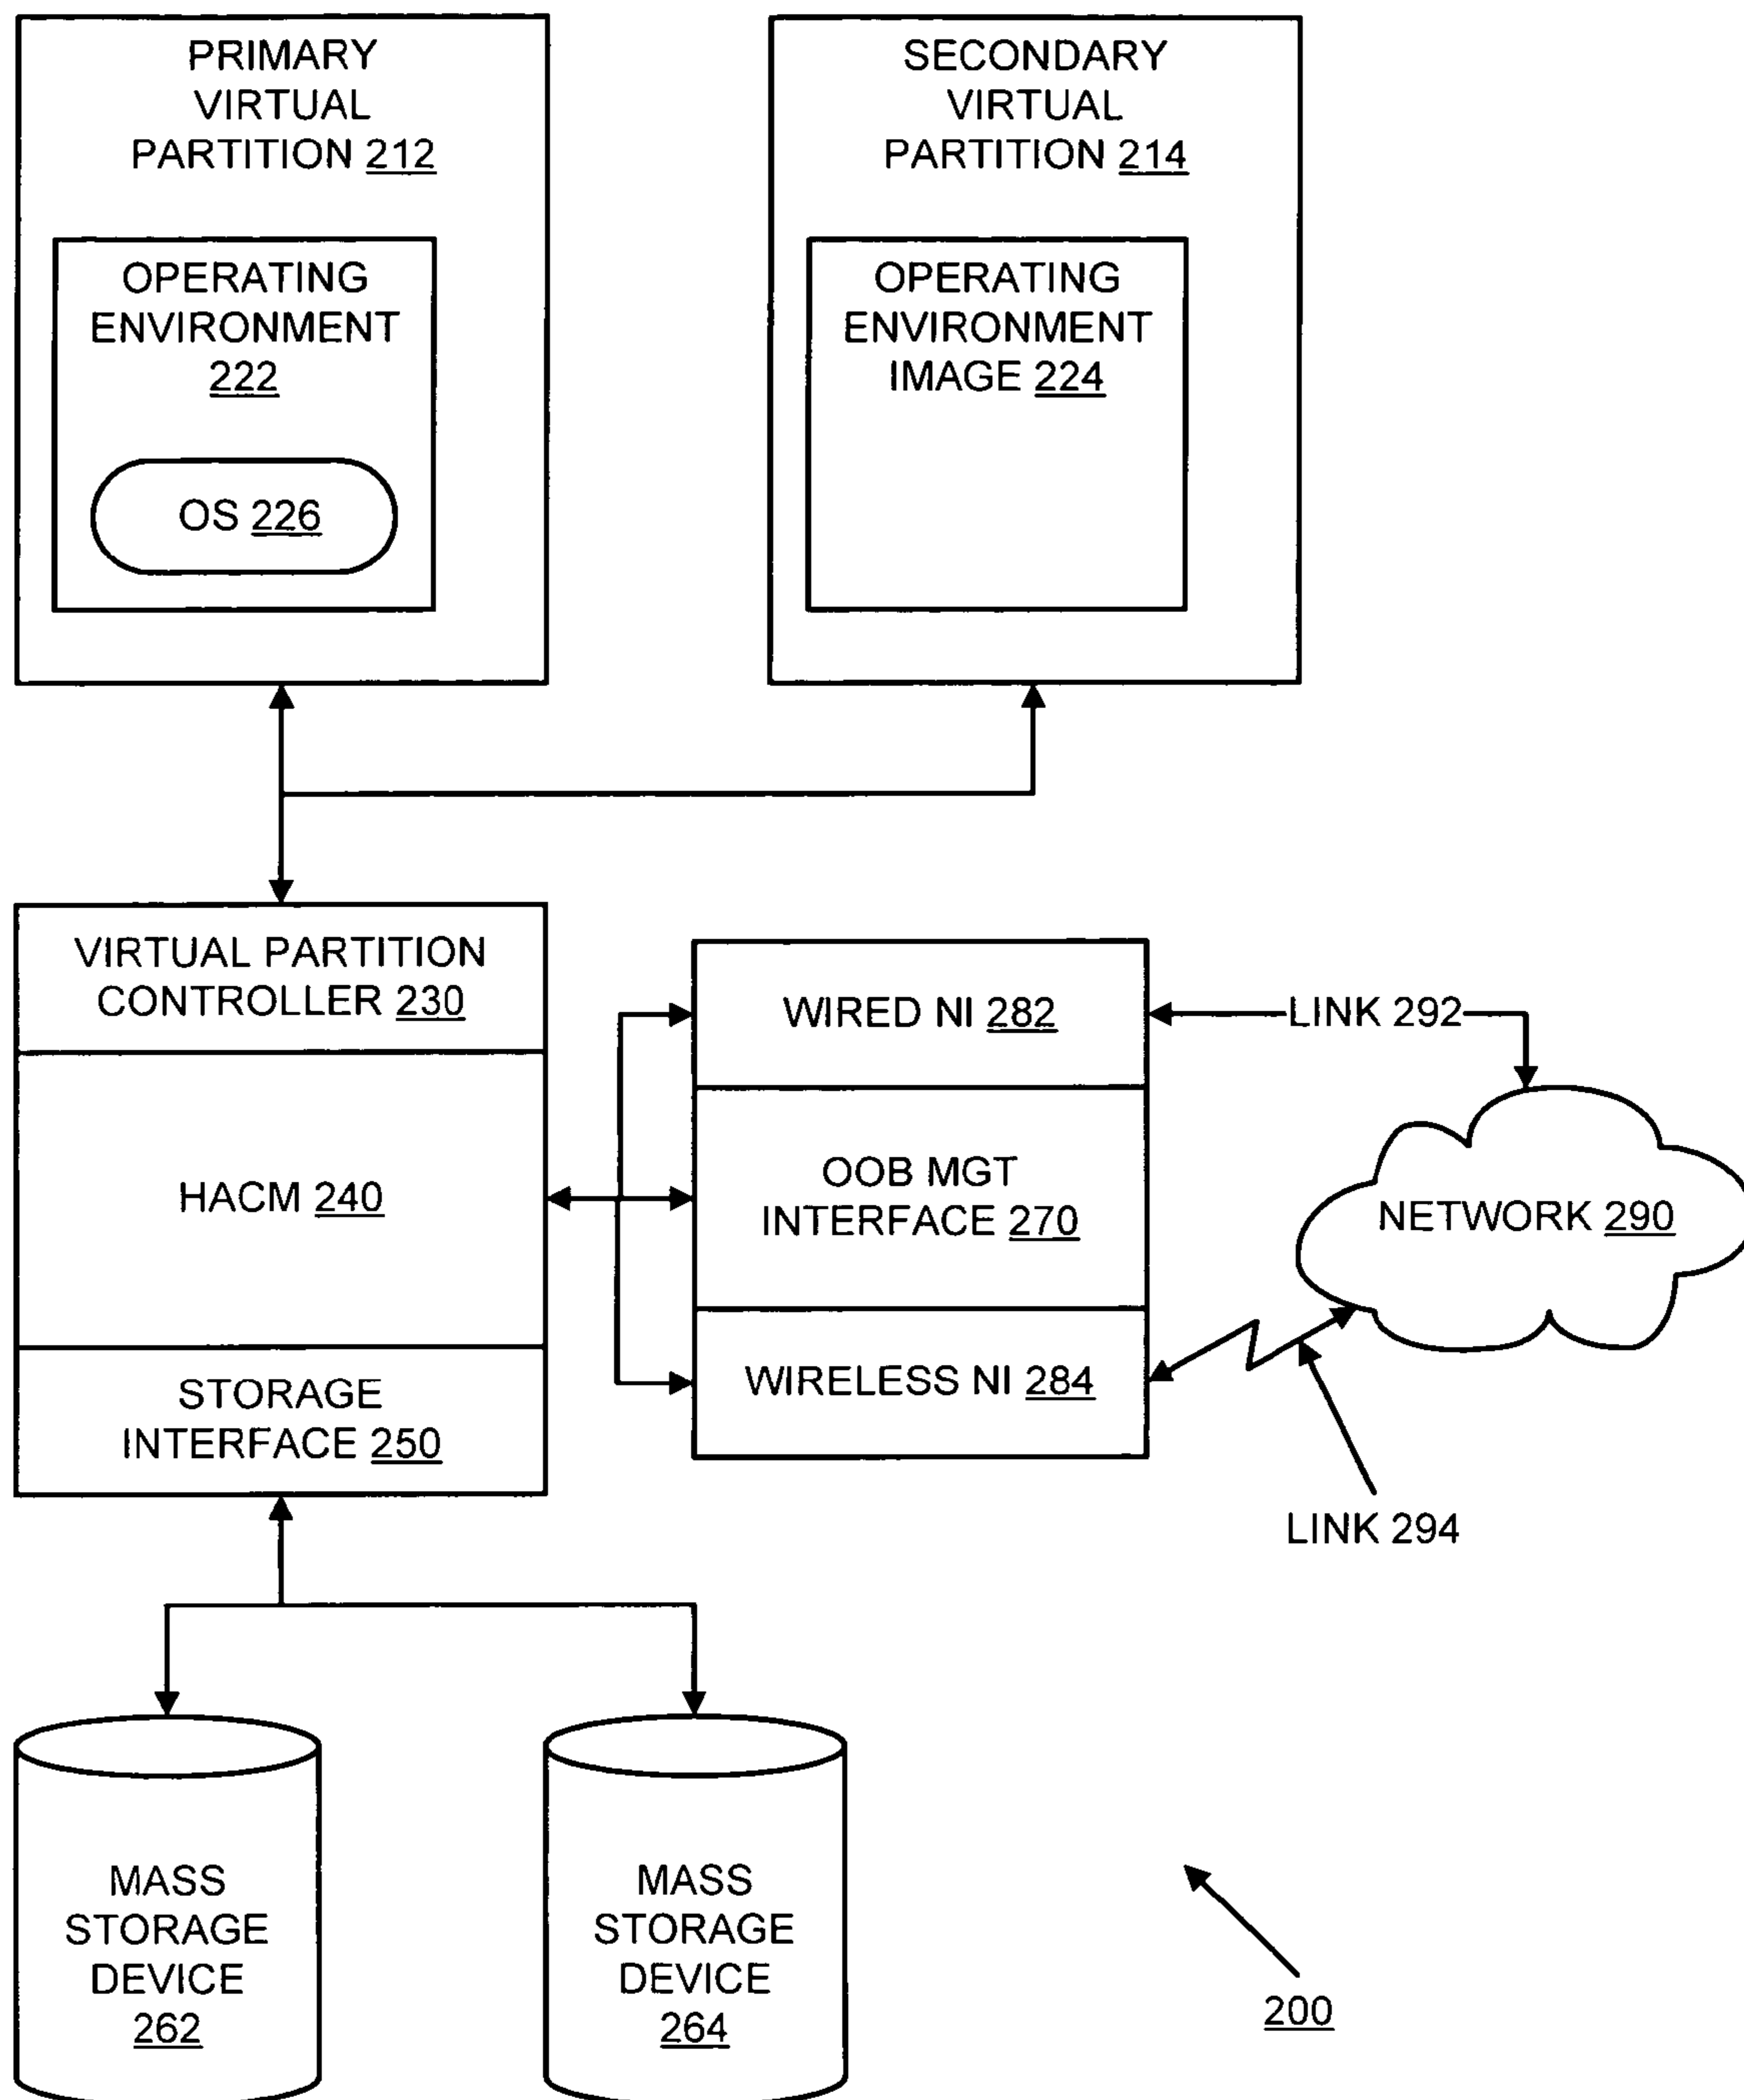 PRIMARY
VIRTUAL
PARTITION 212
SECONDARY
VIRTUAL
PARTITION 214
OPERATING
ENVIRONMENT
222
OS 226
OPERATING
ENVIRONMENT
IMAGE 224
VIRTUAL PARTITION
CONTROLLER 230
HACM 240
STORAGE
INTERFACE 250
WIRED NI 282
OOB MGT
INTERFACE 270
WIRELESS NI 284
LINK 292
NETWORK 290
LINK 294
MASS
STORAGE
DEVICE
262
MASS
STORAGE
DEVICE
264
200